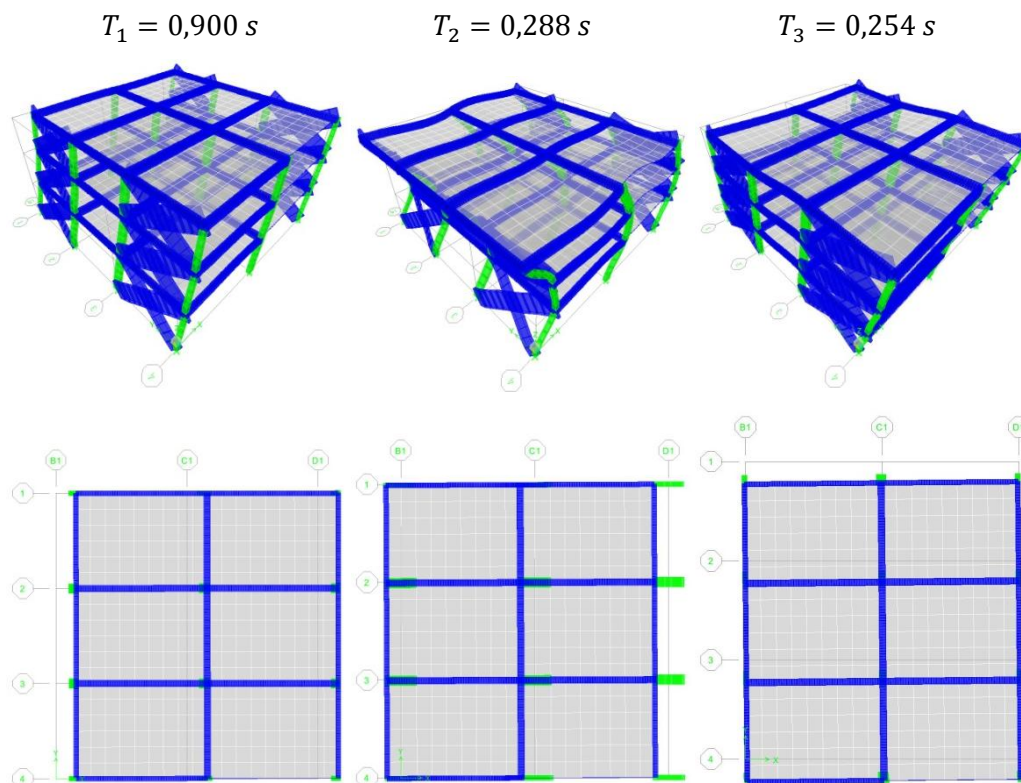 T₁ = 0,900 s
T₂ = 0,288 s
T₃ = 0,254 s
B1 C1 D1
1
2
3
4
Y
B1 C1 D1
1
2
3
4
Y
X
B1 C1
1
2
3
4
X